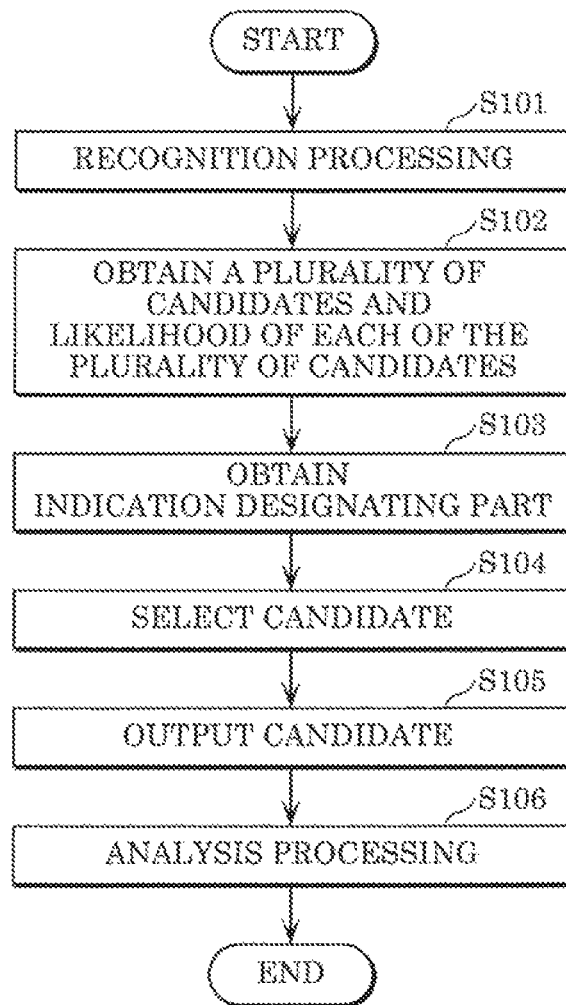 START
S101
RECOGNITION PROCESSING
S102
OBTAIN A PLURALITY OF
CANDIDATES AND
LIKELIHOOD OF EACH OF THE
PLURALITY OF CANDIDATES
S103
OBTAIN
INDICATION DESIGNATING PART
S104
SELECT CANDIDATE
S105
OUTPUT CANDIDATE
S106
ANALYSIS PROCESSING
END